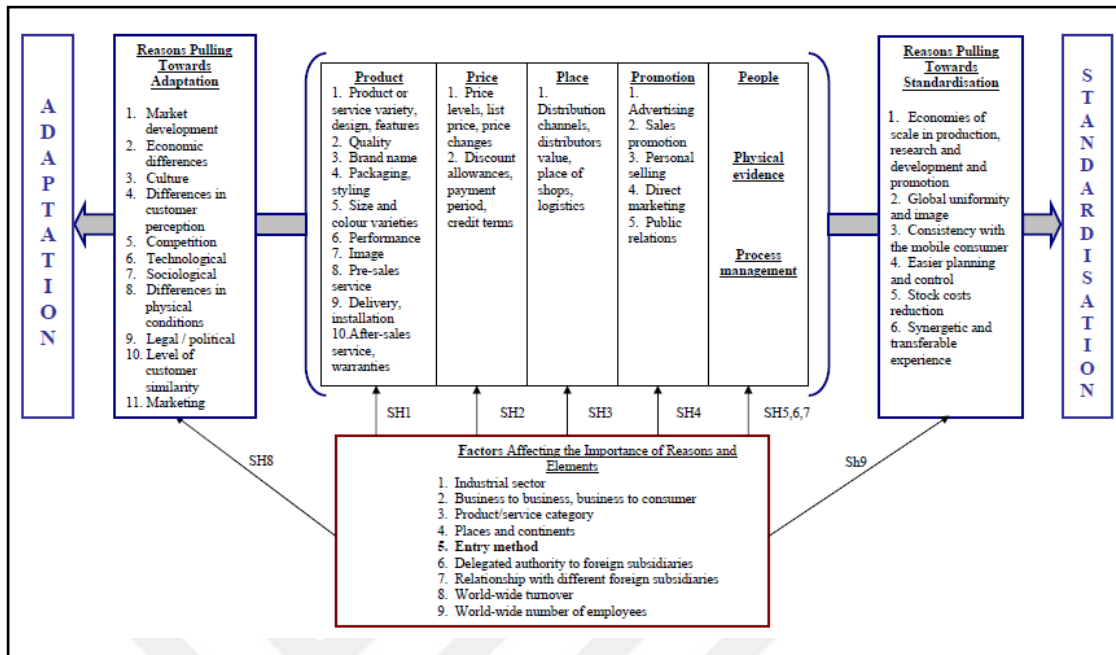 ADAPTATION
Reasons Pulling
Towards
Adaptation
1. Market
development
2. Economic
differences
3. Culture
4. Differences in
customer
perception
5. Competition
6. Technological
7. Sociological
8. Differences in
physical
conditions
9. Legal / political
10. Level of
customer
similarity
11. Marketing
Product
1. Product or
service variety,
design, features
2. Quality
3. Brand name
4. Packaging,
styling
5. Size and
colour varieties
6. Performance
7. Image
8. Pre-sales
service
9. Delivery,
installation
10.After-sales
service,
warranties
Price
1. Price
levels, list
price, price
changes
2. Discount
allowances,
payment
period,
credit terms
Place
1.
Distribution
channels,
distributors
value,
place of
shops,
logistics
Promotion
1.
Advertising
2. Sales
promotion
3. Personal
selling
4. Direct
marketing
5. Public
relations
People
Physical
evidence
Process
management
Reasons Pulling
Towards
Standardisation
1. Economies of
scale in production,
research and
development and
promotion
2. Global uniformity
and image
3. Consistency with
the mobile consumer
4. Easier planning
and control
5. Stock costs
reduction
6. Synergetic and
transferable
experience
STANDARDISATION
SH1
SH2
SH3
SH4
SH5,6,7
SH8
Sh9
Factors Affecting the Importance of Reasons and
Elements
1. Industrial sector
2. Business to business, business to consumer
3. Product/service category
4. Places and continents
5. Entry method
6. Delegated authority to foreign subsidiaries
7. Relationship with different foreign subsidiaries
8. World-wide turnover
9. World-wide number of employees